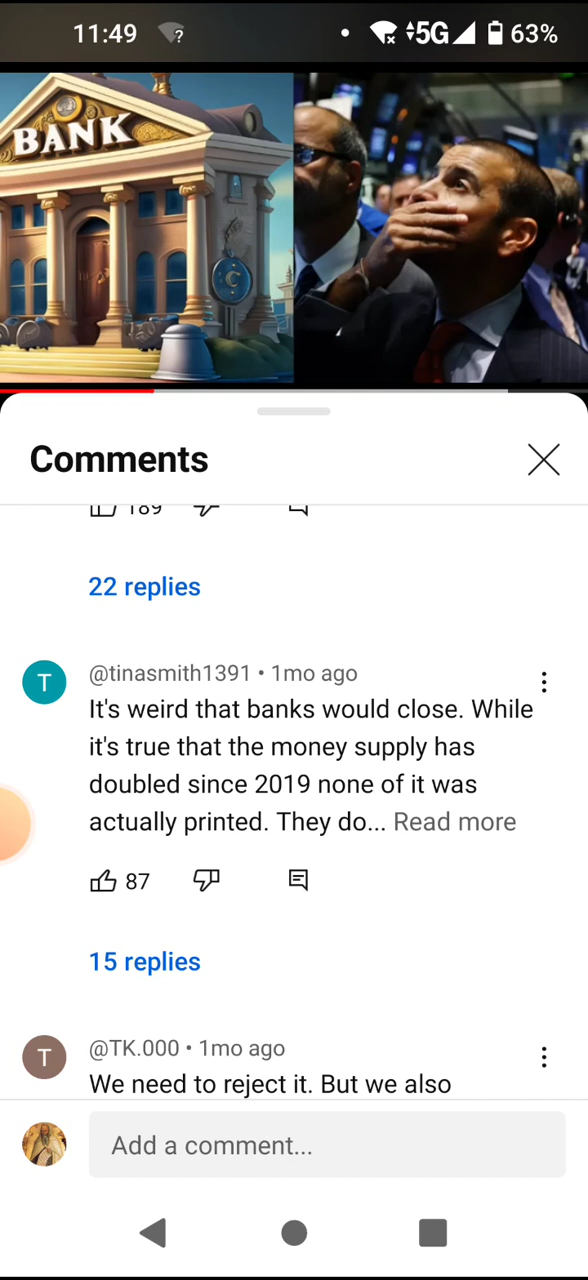 11:49
5G
63%
BANK
Comments
189
22 replies
@tinasmith1391 • 1mo ago
It's weird that banks would close. While
it's true that the money supply has
doubled since 2019 none of it was
actually printed. They do... Read more
87
15 replies
@TK.000 • 1mo ago
We need to reject it. But we also
Add a comment...
T
T